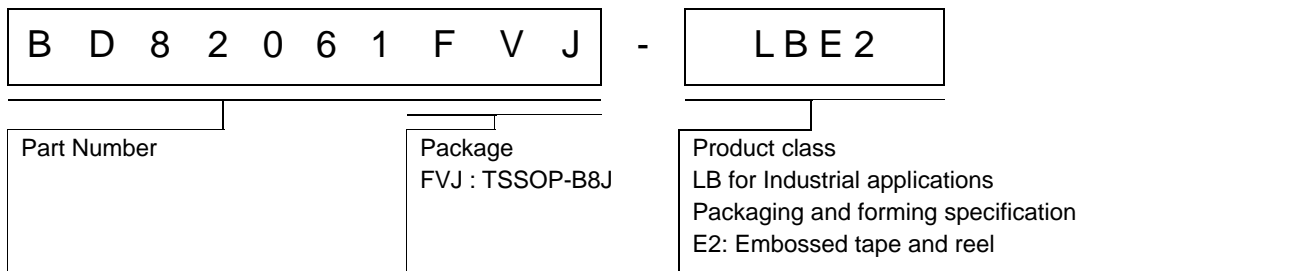 B D 8 2 0 6 1 F V J - L B E 2
Part Number
Package
FVJ : TSSOP-B8J
Product class
LB for Industrial applications
Packaging and forming specification
E2: Embossed tape and reel